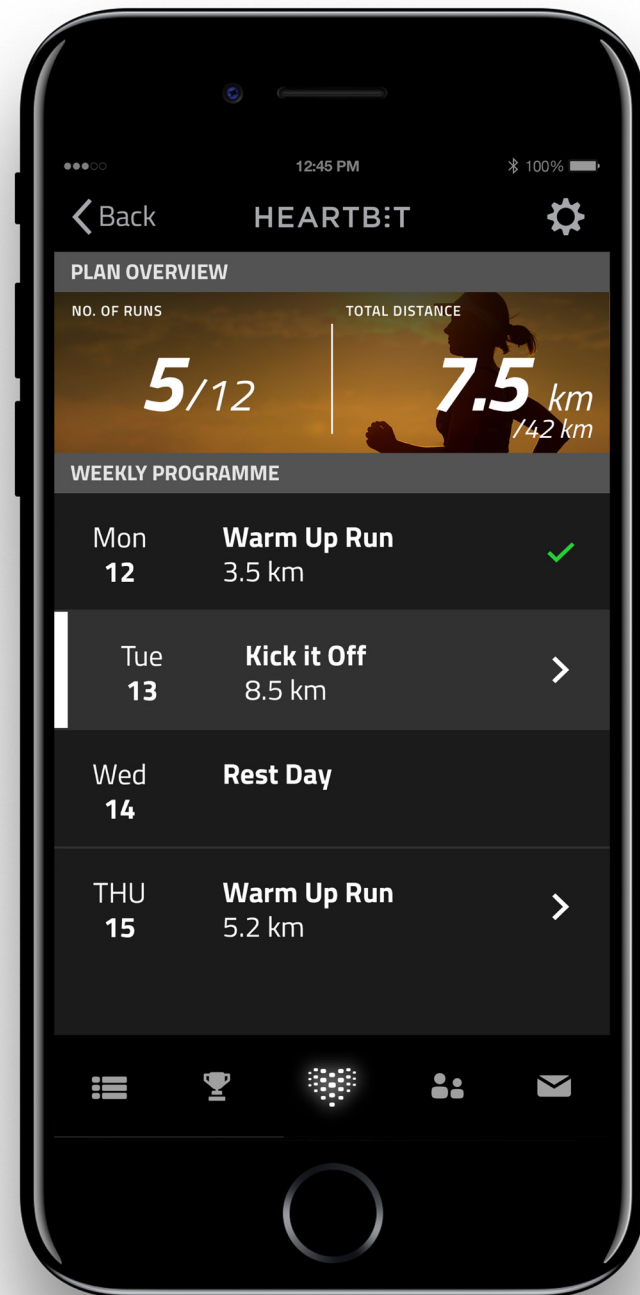 12:45 PM
100%
Back
HEARTB:T
PLAN OVERVIEW
NO. OF RUNS
5/12
TOTAL DISTANCE
7.5 km
/42 km
WEEKLY PROGRAMME
Mon
12
Warm Up Run
3.5 km
Tue
13
Kick it Off
8.5 km
Wed
14
Rest Day
THU
15
Warm Up Run
5.2 km